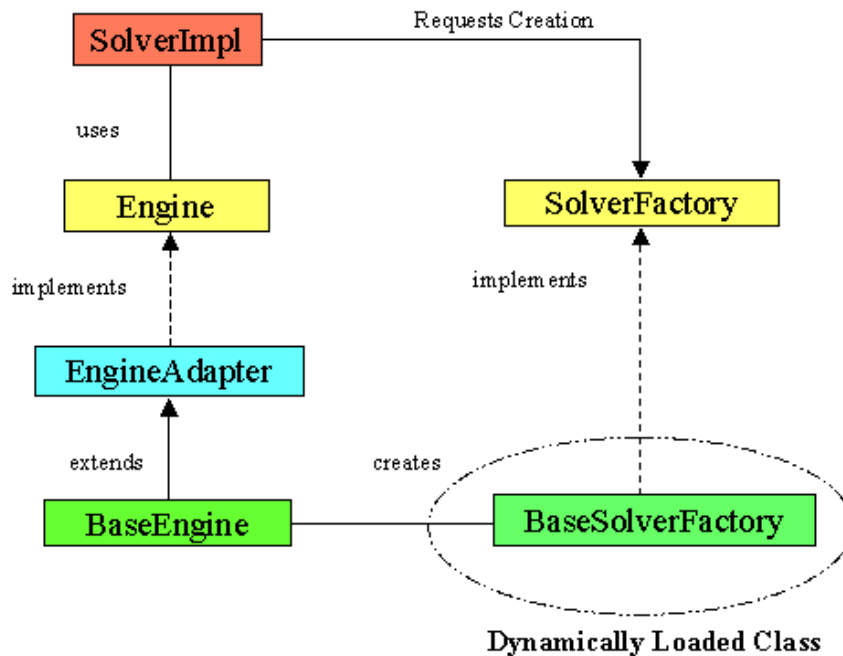 Requests Creation
SolverImpl
uses
Engine
SolverFactory
implements
implements
EngineAdapter
extends
creates
BaseEngine
BaseSolverFactory
Dynamically Loaded Class